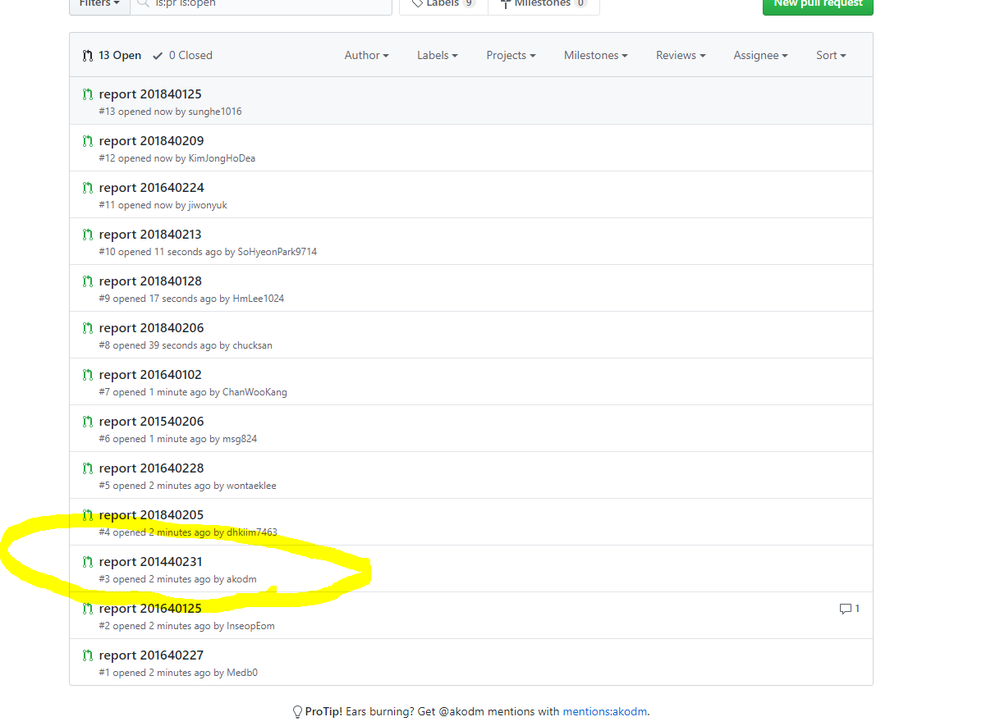 Filters
is:pr is:open
Labels 9
Milestones 0
New pull request
13 Open 0 Closed
Author Labels Projects Milestones Reviews Assignee Sort
report 201840125
#13 opened now by sunghe1016
report 201840209
#12 opened now by KimJongHoDea
report 201640224
#11 opened now by jiwonyuk
report 201840213
#10 opened 11 seconds ago by SoHyeonPark9714
report 201840128
#9 opened 17 seconds ago by HmLee1024
report 201840206
#8 opened 39 seconds ago by chucksan
report 201640102
#7 opened 1 minute ago by ChanWooKang
report 201540206
#6 opened 1 minute ago by msg824
report 201640228
#5 opened 2 minutes ago by wontaeklee
report 201840205
#4 opened 2 minutes ago by dhkiim7463
report 201440231
#3 opened 2 minutes ago by akodm
report 201640125
1
#2 opened 2 minutes ago by InseopEom
report 201640227
#1 opened 2 minutes ago by Medb0
ProTip! Ears burning? Get @akodm mentions with mentions:akodm.